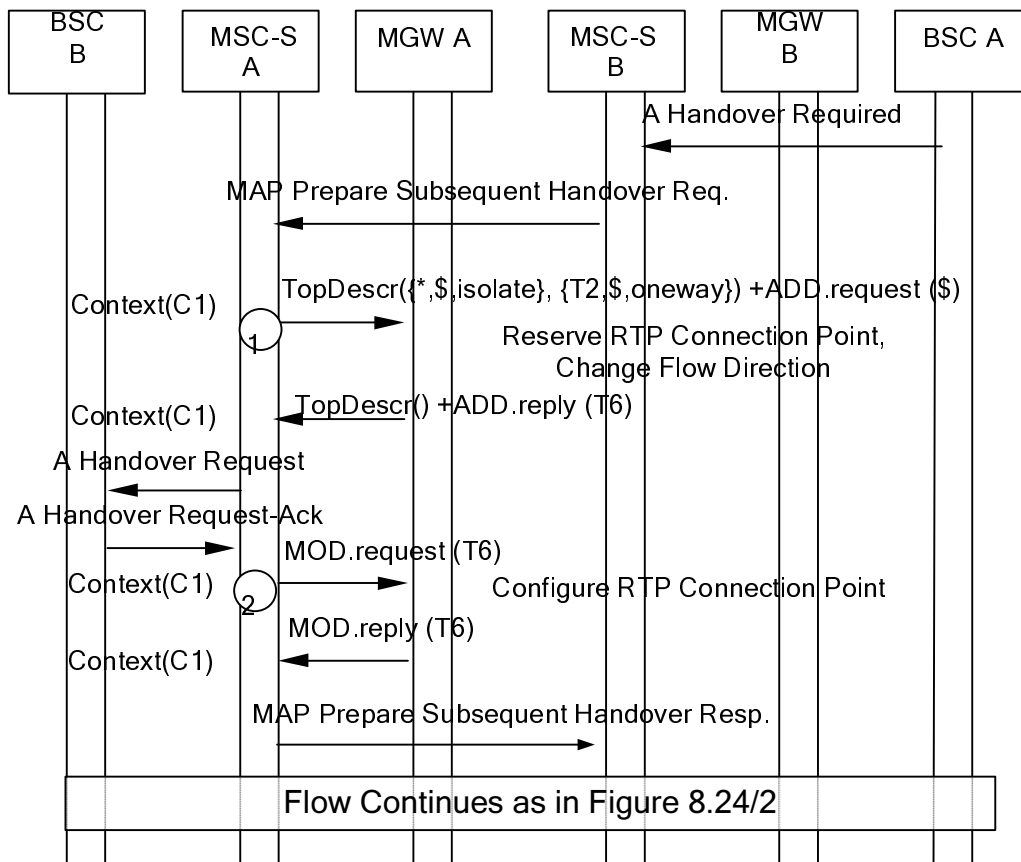 BSC
B
MSC-S
A
MGW A
MSC-S
B
MGW
B
BSC A
A Handover Required
MAP Prepare Subsequent Handover Req.
TopDescr({*,$,isolate}, {T2,$,oneway}) +ADD.request ($)
Context(C1)
1
Reserve RTP Connection Point,
Change Flow Direction
TopDescr() +ADD.reply (T6)
Context(C1)
A Handover Request
A Handover Request-Ack
MOD.request (T6)
Context(C1)
2
Configure RTP Connection Point
MOD.reply (T6)
Context(C1)
MAP Prepare Subsequent Handover Resp.
Flow Continues as in Figure 8.24/2